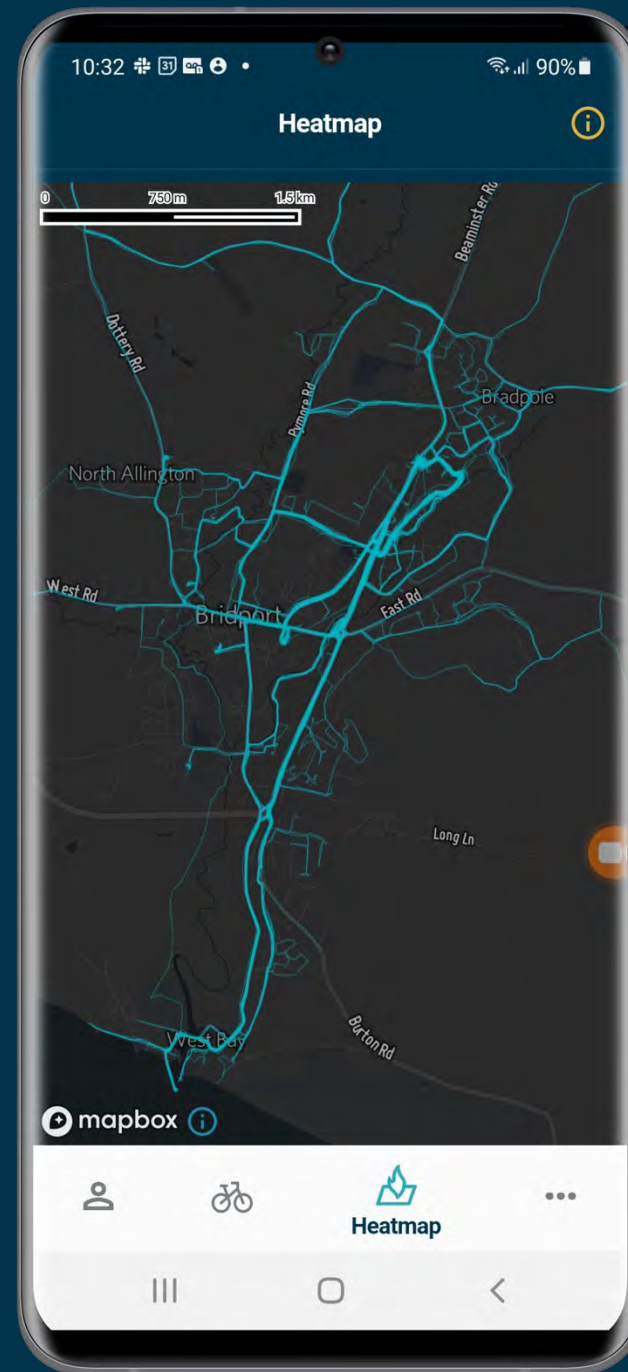 10:32 31 90%
Heatmap
0 750 m 1.5 km
Beaminster Rd
Dottery Rd
Pymore Rd
Bradpole
North Allington
West Rd
East Rd
Bridport
Long Ln
West Bay
Burton Rd
mapbox
Heatmap